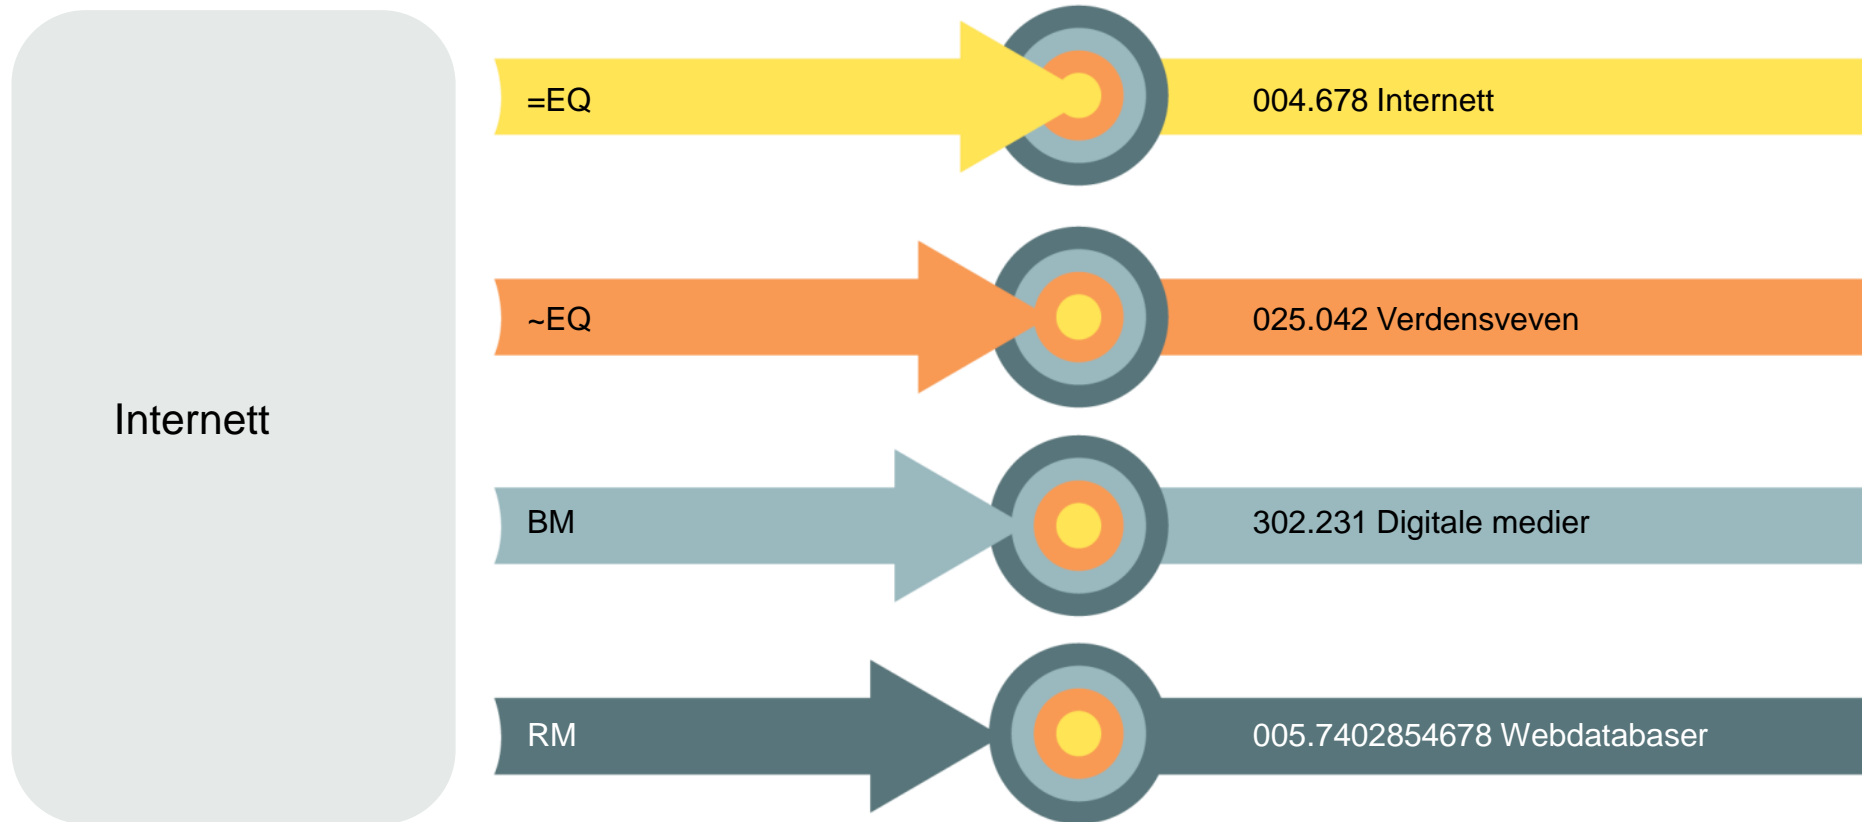 Internett
=EQ
004.678 Internett
~EQ
025.042 Verdensveven
BM
302.231 Digitale medier
RM
005.7402854678 Webdatabaser